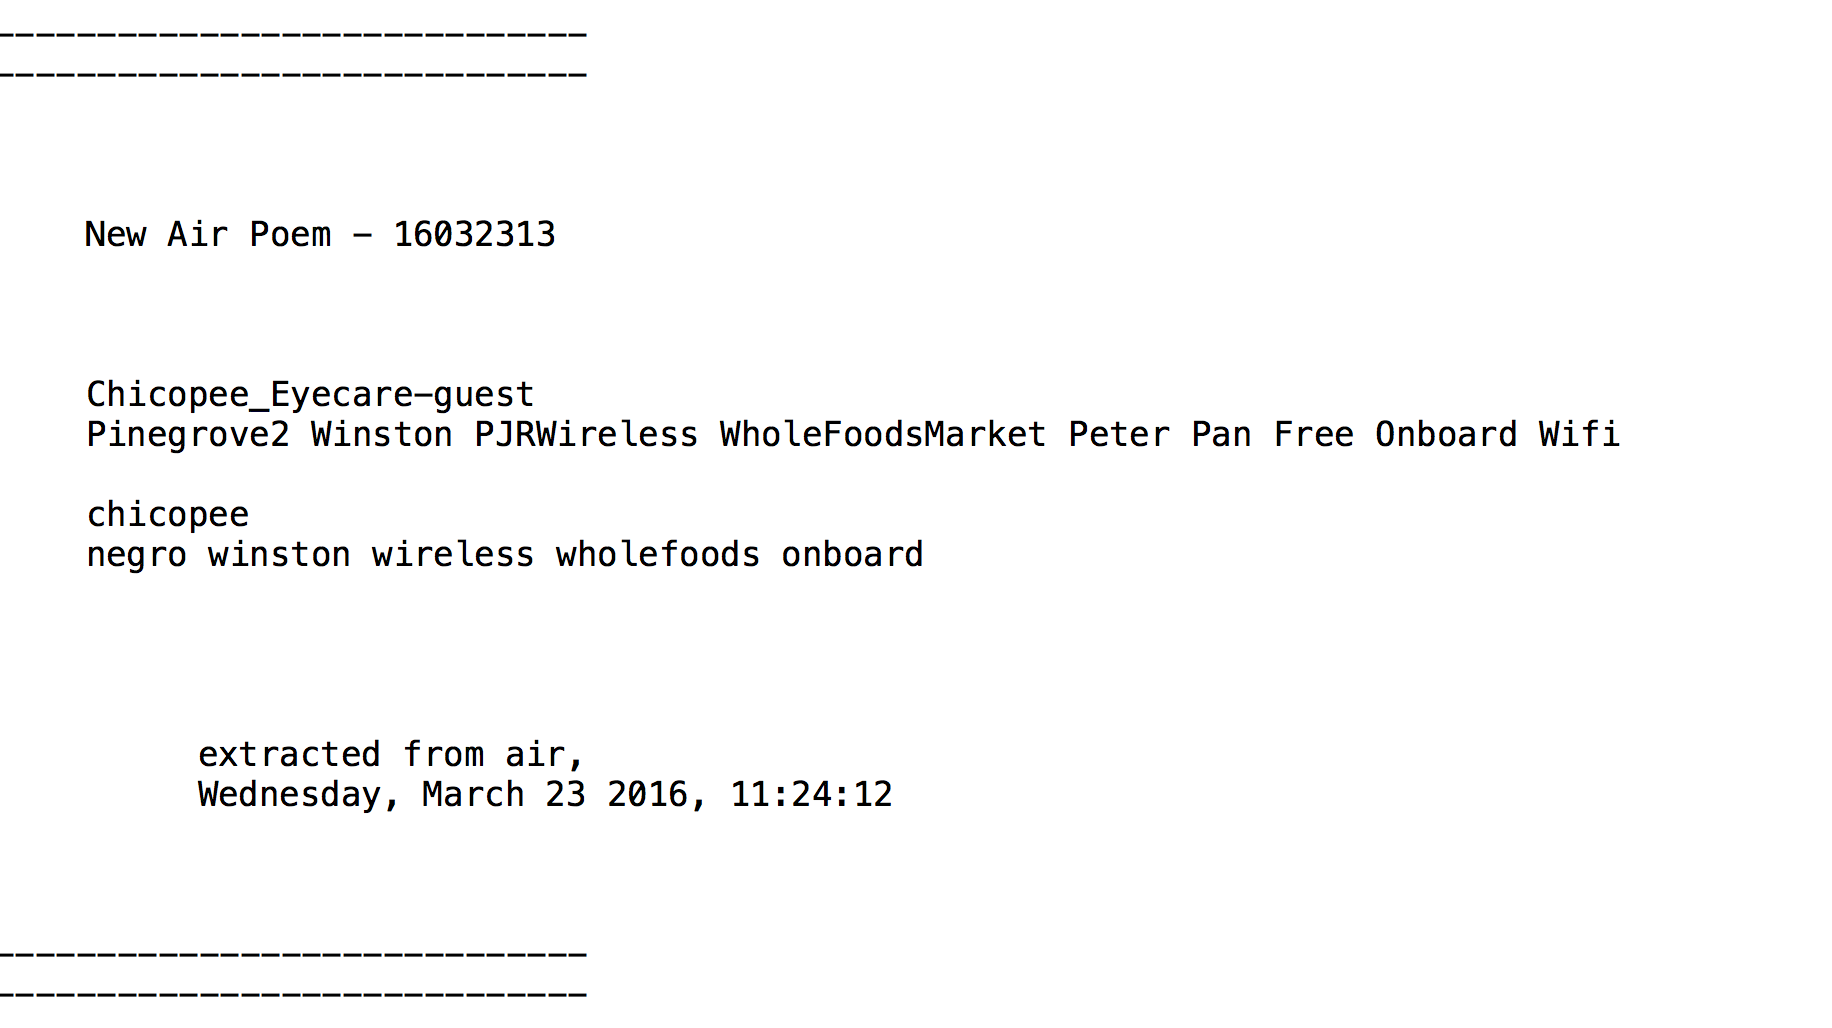 -----------------------------
-----------------------------
New Air Poem - 16032313
Chicopee_Eyecare-guest
Pinegrove2 Winston PJRWireless WholeFoodsMarket Peter Pan Free Onboard Wifi
chicopee
negro winston wireless wholefoods onboard
extracted from air,
Wednesday, March 23 2016, 11:24:12
-----------------------------
-----------------------------